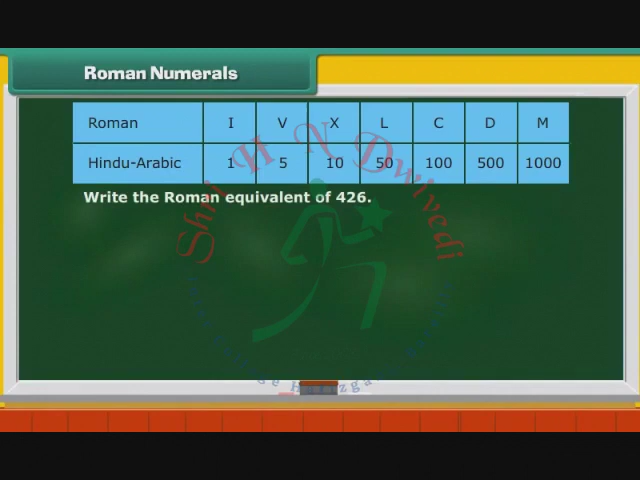 Roman Numerals
Roman I V X L C D M
Hindu-Arabic 1 5 10 50 100 500 1000
Write the Roman equivalent of 426.
Shri H N Dwivedi